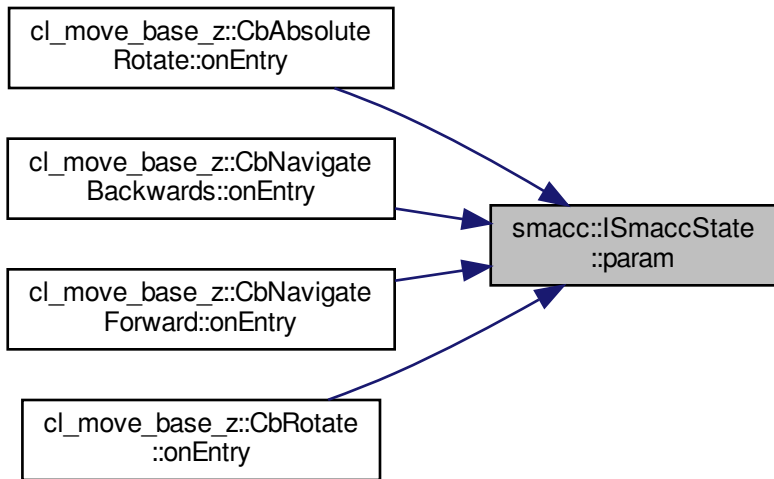 cl_move_base_z::CbAbsolute
Rotate::onEntry
cl_move_base_z::CbNavigate
Backwards::onEntry
cl_move_base_z::CbNavigate
Forward::onEntry
cl_move_base_z::CbRotate
::onEntry
smacc::ISmaccState
::param